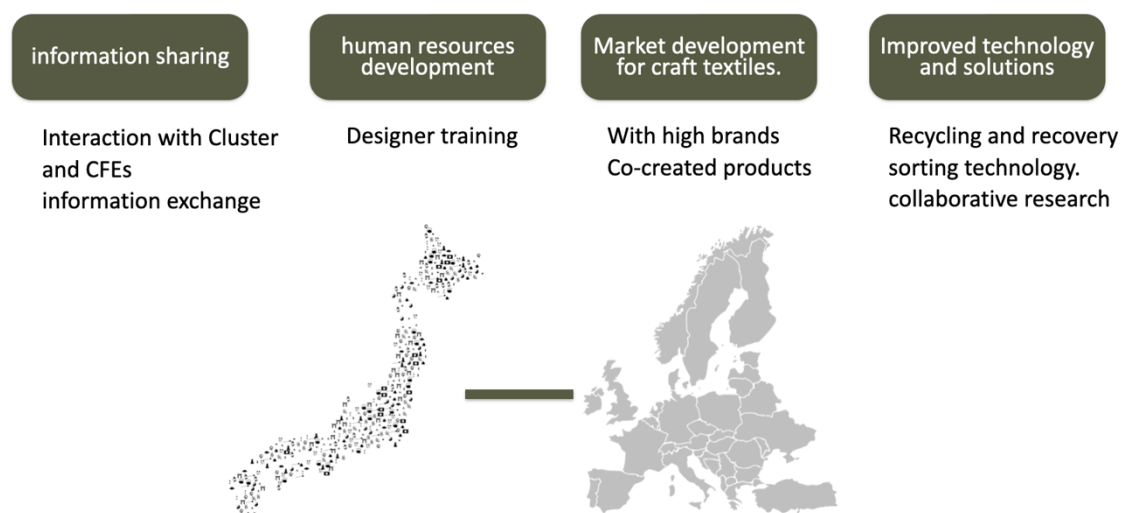 information sharing
Interaction with Cluster
and CFEs
information exchange
human resources
development
Designer training
Market development
for craft textiles.
With high brands
Co-created products
Improved technology
and solutions
Recycling and recovery
sorting technology.
collaborative research